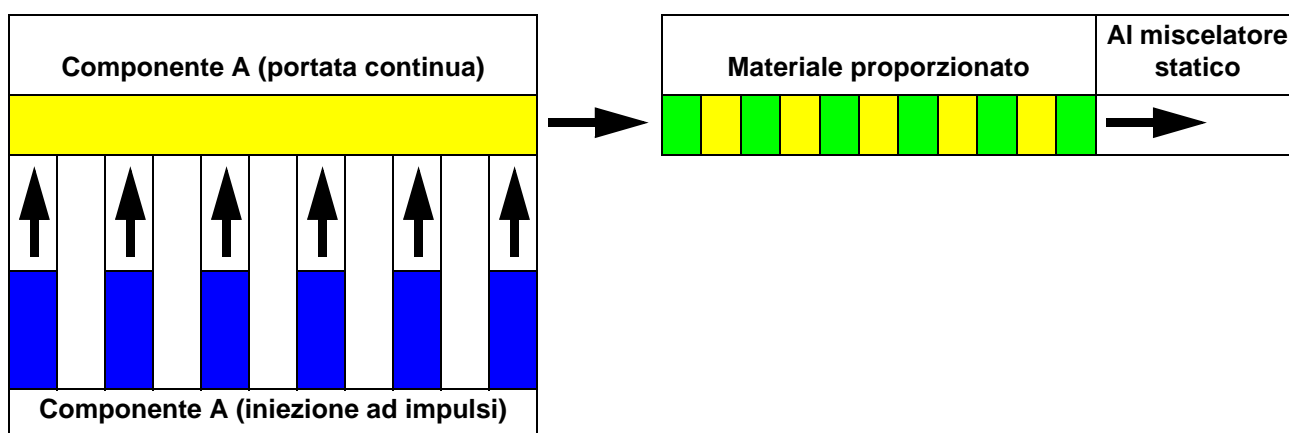 Componente A (portata continua)
Materiale proporzionato
Al miscelatore
statico
Componente A (iniezione ad impulsi)